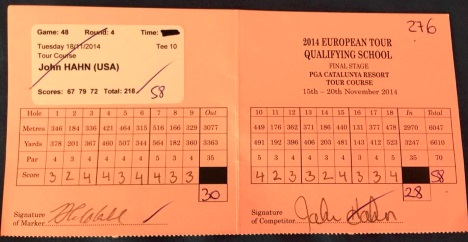 276
Game: 48 Round: 4 Time:
Tuesday 18/11/2014 Tee 10
Tour Course
John HAHN (USA)
Scores: 67 79 72 Total: 218 58
Hole 1 2 3 4 5 6 7 8 9 Out
Metres 346 184 336 421 464 315 516 166 329 3077
Yards 378 201 367 460 507 344 564 182 360 3363
Par 4 3 4 4 4 4 5 3 4 35
Score 3 2 4 4 3 4 4 3 3
30
Signature
of Marker
2014 EUROPEAN TOUR
QUALIFYING SCHOOL
FINAL STAGE
PGA CATALUNYA RESORT
TOUR COURSE
15th – 20th November 2014
10 11 12 13 14 15 16 17 18 In Total
449 176 362 371 186 440 131 377 478 2970 6047
491 192 396 406 203 481 143 412 523 3247 6610
5 3 4 4 3 4 3 4 5 35 70
4 2 3 3 3 4 2 3 4 58
28
Signature
of Competitor John Hahn